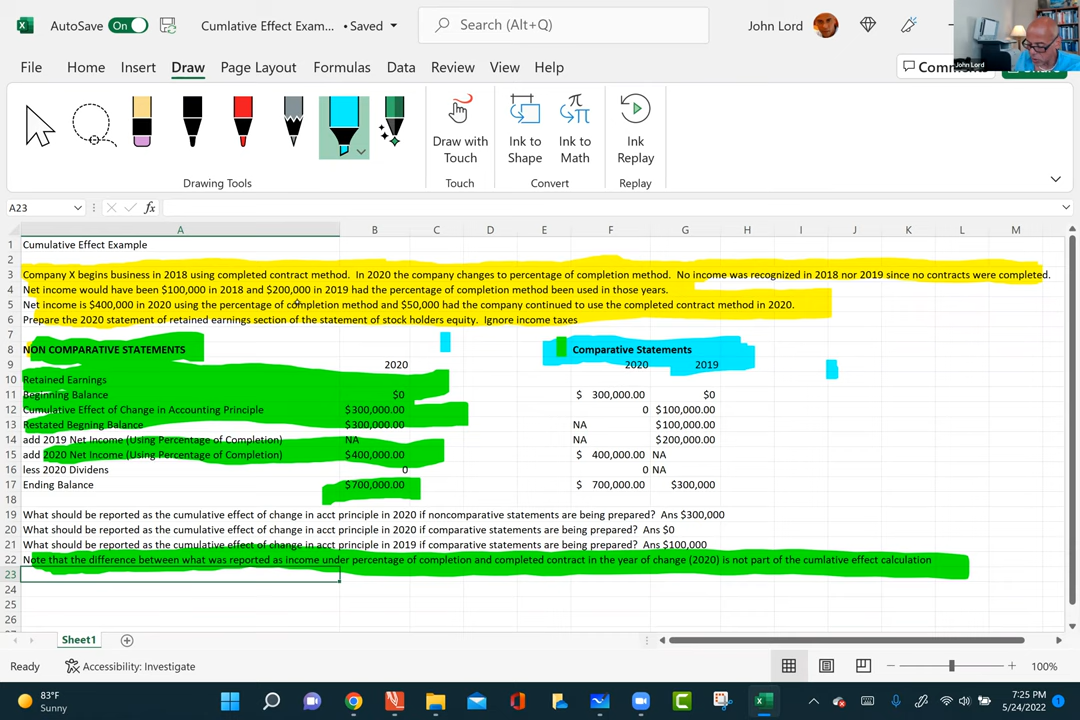 AutoSave On Cumulative Effect Exam... • Saved Search (Alt+Q) John Lord
John Lord
File Home Insert Draw Page Layout Formulas Data Review View Help
Draw with Touch
Ink to Shape
Ink to Math
Ink Replay
Drawing Tools Touch Convert Replay
A23 fx
A B C D E F G H I J K L M
1 Cumulative Effect Example
2
3 Company X begins business in 2018 using completed contract method. In 2020 the company changes to percentage of completion method. No income was recognized in 2018 nor 2019 since no contracts were completed.
4 Net income would have been $100,000 in 2018 and $200,000 in 2019 had the percentage of completion method been used in those years.
5 Net income is $400,000 in 2020 using the percentage of completion method and $50,000 had the company continued to use the completed contract method in 2020.
6 Prepare the 2020 statement of retained earnings section of the statement of stock holders equity. Ignore income taxes
7
8 NON COMPARATIVE STATEMENTS Comparative Statements
9 2020 2020 2019
10 Retained Earnings
11 Beginning Balance $0 $ 300,000.00 $0
12 Cumulative Effect of Change in Accounting Principle $300,000.00 0 $100,000.00
13 Restated Begning Balance $300,000.00 NA $100,000.00
14 add 2019 Net Income (Using Percentage of Completion) NA NA $200,000.00
15 add 2020 Net Income (Using Percentage of Completion) $400,000.00 $ 400,000.00 NA
16 less 2020 Dividens 0 0 NA
17 Ending Balance $700,000.00 $ 700,000.00 $300,000
18
19 What should be reported as the cumulative effect of change in acct principle in 2020 if noncomparative statements are being prepared? Ans $300,000
20 What should be reported as the cumulative effect of change in acct principle in 2020 if comparative statements are being prepared? Ans $0
21 What should be reported as the cumulative effect of change in acct principle in 2019 if comparative statements are being prepared? Ans $100,000
22 Note that the difference between what was reported as income under percentage of completion and completed contract in the year of change (2020) is not part of the cumlative effect calculation
23
24
25
26
Sheet1
Ready Accessibility: Investigate 100%
83°F
Sunny
7:25 PM
5/24/2022